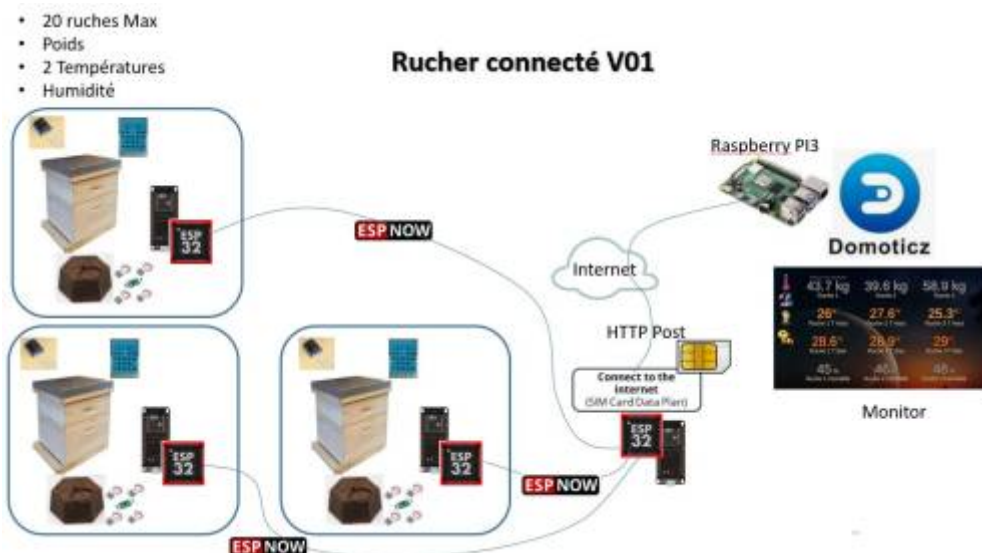 • 20 ruches Max
• Poids
• 2 Températures
• Humidité
Rucher connecté V01
Raspberry PI3
Domoticz
ESP
32
ESP NOW
Internet
HTTP Post
Connect to the
internet
(SIM Card Data Plan)
43.7 kg 39.6 kg 58.9 kg
26° 27.6° 25.3°
28.6° 28.9° 29°
45 46 46
Monitor
ESP
32
ESP
32
ESP
32
ESP NOW
ESP NOW